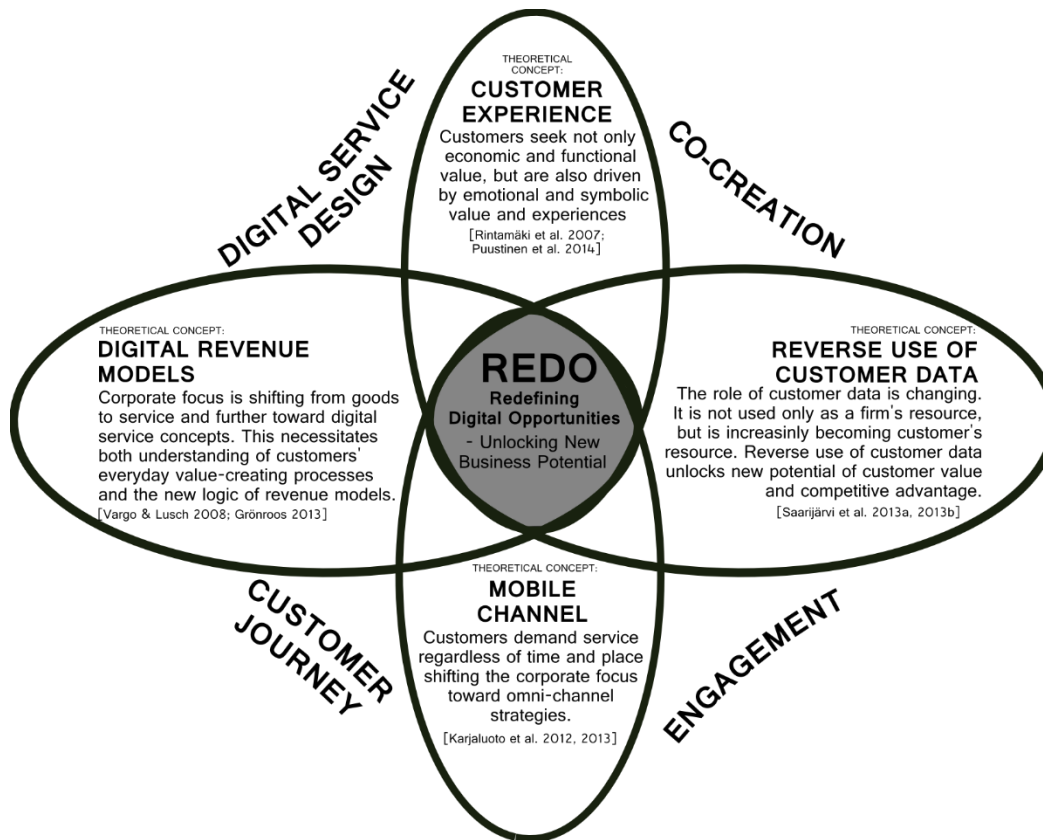 THEORETICAL
CONCEPT:
CUSTOMER
EXPERIENCE
Customers seek not only
economic and functional
value, but are also driven
by emotional and symbolic
value and experiences
[Rintamäki et al. 2007;
Puustinen et al. 2014]
DIGITAL SERVICE
DESIGN
CO-CREATION
THEORETICAL CONCEPT:
DIGITAL REVENUE
MODELS
Corporate focus is shifting from goods
to service and further toward digital
service concepts. This necessitates
both understanding of customers'
everyday value-creating processes
and the new logic of revenue models.
[Vargo & Lusch 2008; Grönroos 2013]
REDO
Redefining
Digital Opportunities
- Unlocking New
Business Potential
THEORETICAL CONCEPT:
REVERSE USE OF
CUSTOMER DATA
The role of customer data is changing.
It is not used only as a firm's resource,
but is increasinly becoming customer's
resource. Reverse use of customer data
unlocks new potential of customer value
and competitive advantage.
[Saarijärvi et al. 2013a, 2013b]
CUSTOMER
JOURNEY
THEORETICAL CONCEPT:
MOBILE
CHANNEL
Customers demand service
regardless of time and place
shifting the corporate focus
toward omni-channel
strategies.
[Karjaluoto et al. 2012, 2013]
ENGAGEMENT